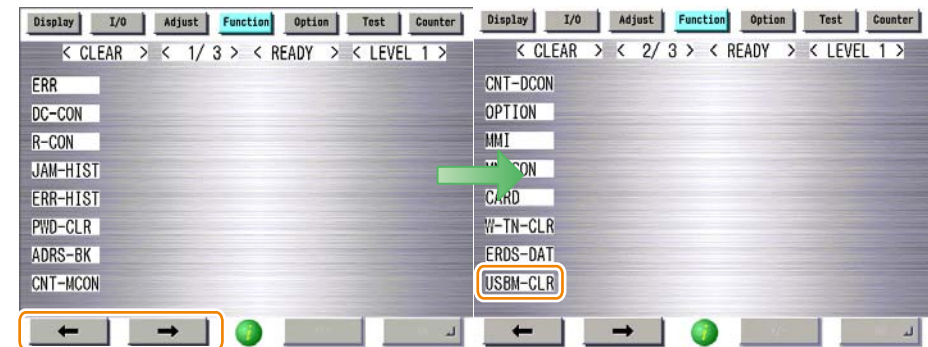 Display I/O Adjust Function Option Test Counter
< CLEAR > < 1/ 3 > < READY > < LEVEL 1 >
ERR
DC-CON
R-CON
JAM-HIST
ERR-HIST
PWD-CLR
ADRS-BK
CNT-MCON
Display I/O Adjust Function Option Test Counter
< CLEAR > < 2/ 3 > < READY > < LEVEL 1 >
CNT-DCON
OPTION
MMI
CARD
W-TN-CLR
ERDS-DAT
USBM-CLR